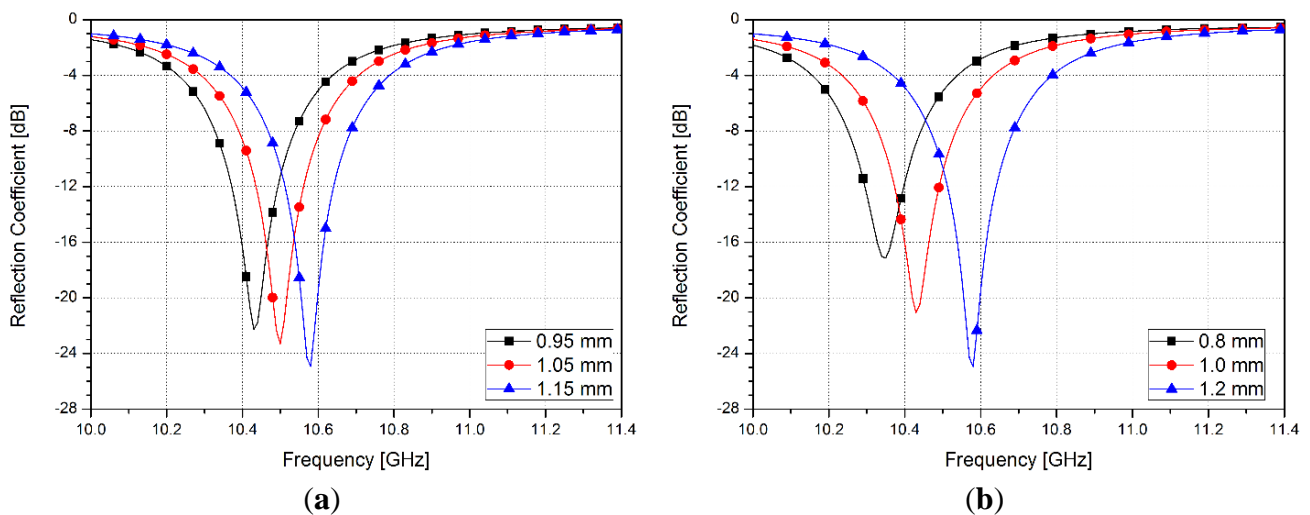 0
-4
-8
-12
-16
-20
-24
-28
Reflection Coefficient [dB]
0.95 mm
1.05 mm
1.15 mm
10.0 10.2 10.4 10.6 10.8 11.0 11.2 11.4
Frequency [GHz]
(a)
0
-4
-8
-12
-16
-20
-24
-28
Reflection Coefficient [dB]
0.8 mm
1.0 mm
1.2 mm
10.0 10.2 10.4 10.6 10.8 11.0 11.2 11.4
Frequency [GHz]
(b)